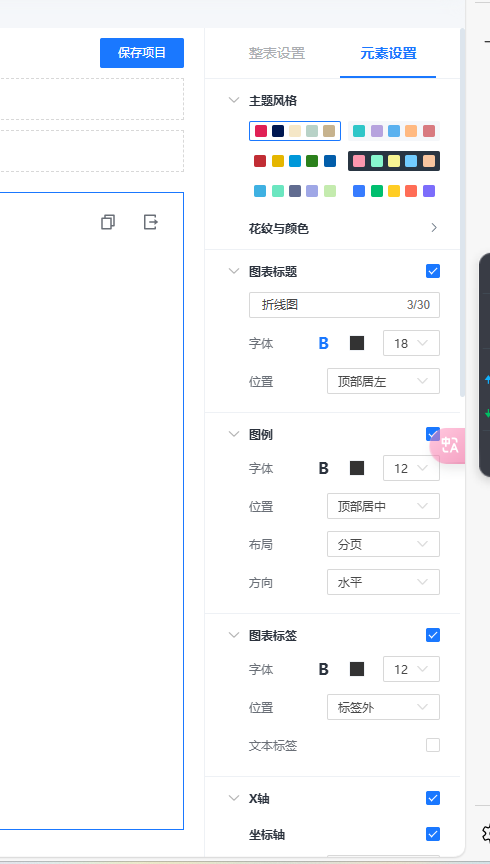 保存项目
整表设置
元素设置
主题风格
花纹与颜色
图表标题
折线图 3/30
字体 B 18
位置 顶部居左
图例
字体 B 12
位置 顶部居中
布局 分页
方向 水平
图表标签
字体 B 12
位置 标签外
文本标签
X轴
坐标轴